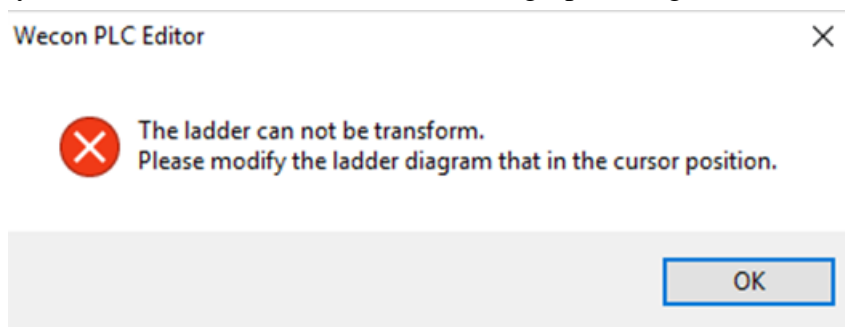 Wecon PLC Editor
The ladder can not be transform.
Please modify the ladder diagram that in the cursor position.
OK